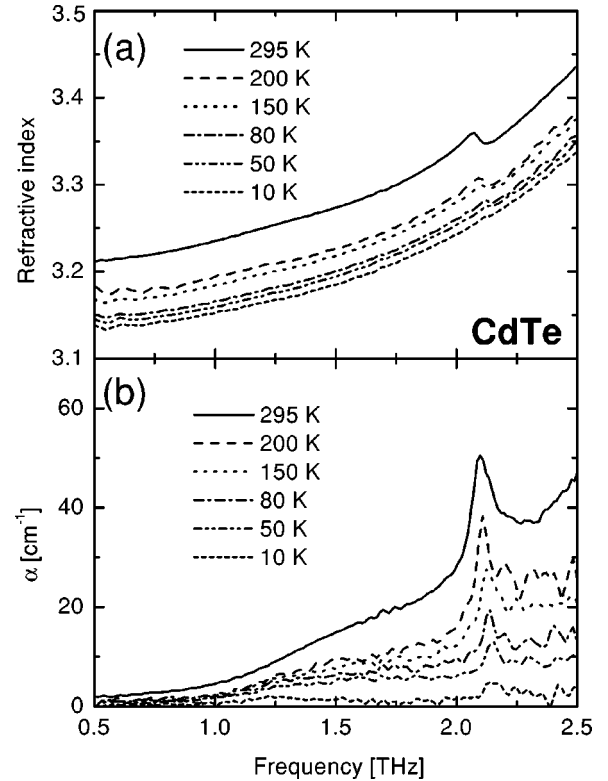 3.5
(a)
295 K
200 K
150 K
80 K
50 K
10 K
3.4
3.3
3.2
3.1
Refractive index
CdTe
(b)
295 K
200 K
150 K
80 K
50 K
10 K
60
40
20
0
α [cm⁻¹]
0.5 1.0 1.5 2.0 2.5
Frequency [THz]